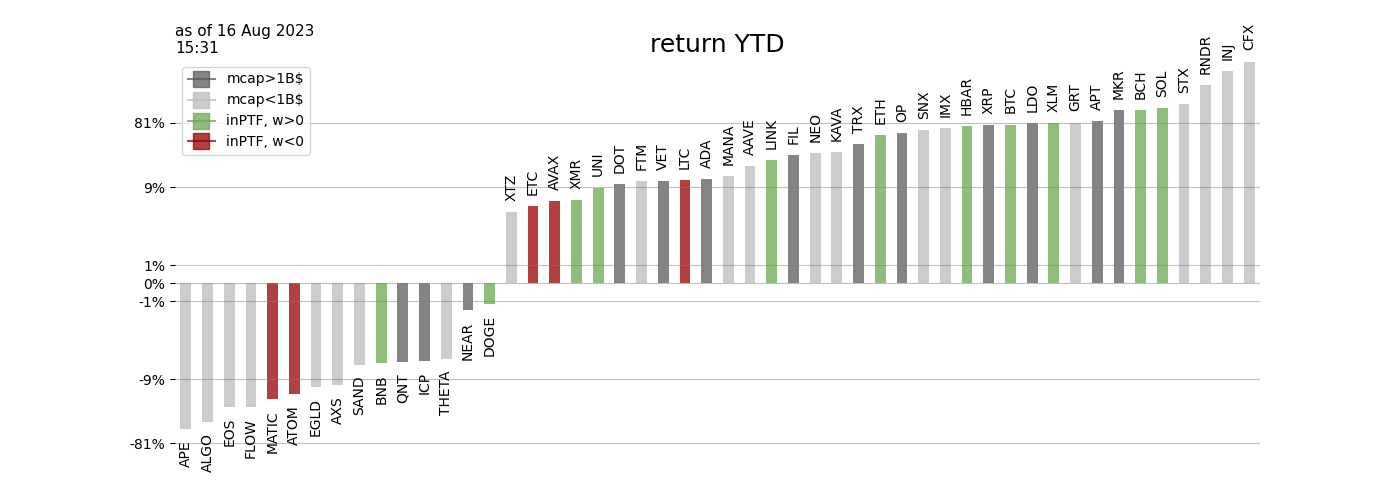 as of 16 Aug 2023
15:31
return YTD
mcap>1B$
mcap<1B$
inPTF, w>0
inPTF, w<0
81%
9%
1%
0%
-1%
-9%
-81%
APE
ALGO
EOS
FLOW
MATIC
ATOM
EGLD
AXS
SAND
BNB
QNT
ICP
THETA
NEAR
DOGE
XTZ
ETC
AVAX
XMR
UNI
DOT
FTM
VET
LTC
ADA
MANA
AAVE
LINK
FIL
NEO
KAVA
TRX
ETH
OP
SNX
IMX
HBAR
XRP
BTC
LDO
XLM
GRT
APT
MKR
BCH
SOL
STX
RNDR
INJ
CFX